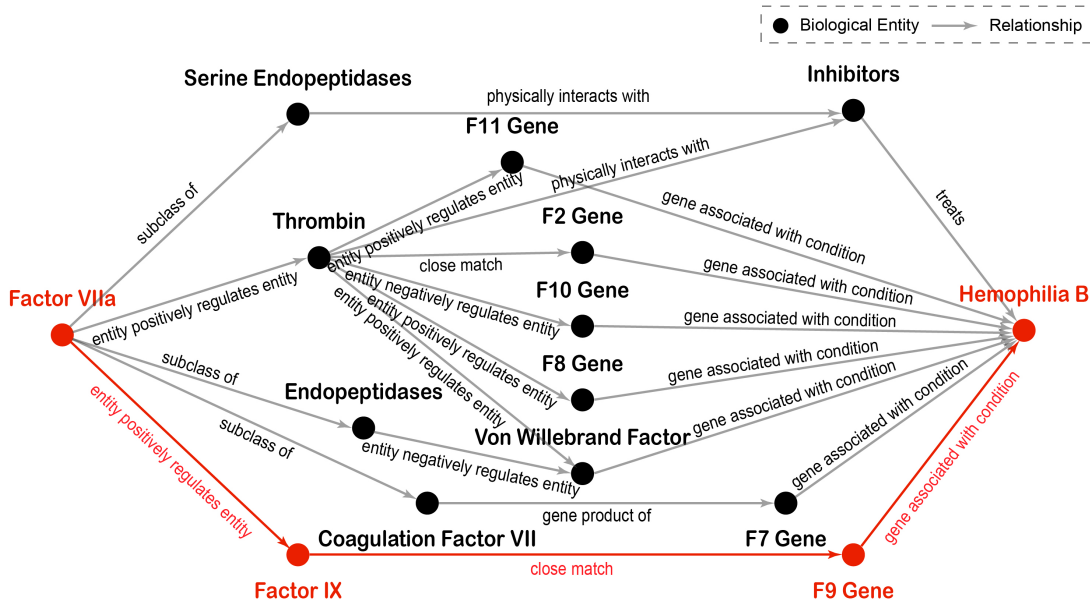 Biological Entity
Relationship
Serine Endopeptidases
Inhibitors
physically interacts with
F11 Gene
physically interacts with
subclass of
entity positively regulates entity
treats
Thrombin
F2 Gene
gene associated with condition
close match
gene associated with condition
Factor VIIa
entity positively regulates entity
entity negatively regulates entity
F10 Gene
Hemophilia B
gene associated with condition
entity positively regulates entity
entity positively regulates entity
F8 Gene
gene associated with condition
subclass of
Endopeptidases
gene associated with condition
entity positively regulates entity
subclass of
Von Willebrand Factor
entity negatively regulates entity
gene associated with condition
gene associated with condition
gene product of
Coagulation Factor VII
F7 Gene
close match
Factor IX
F9 Gene